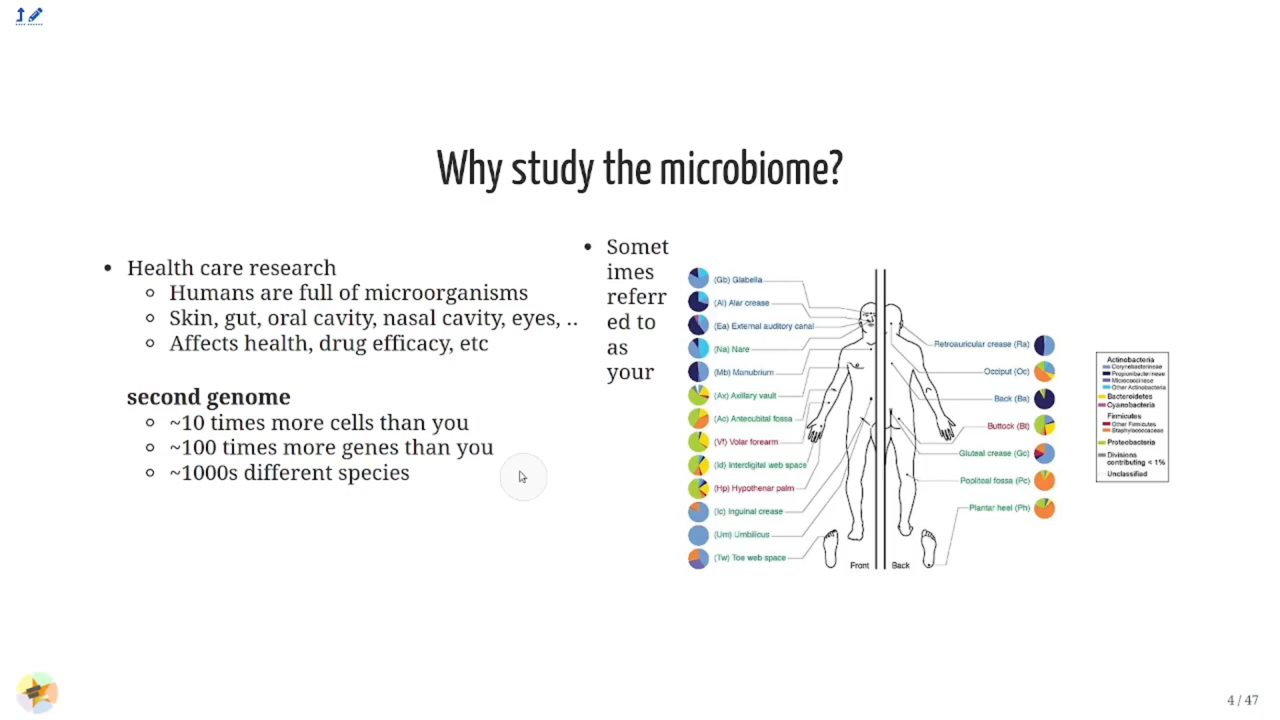 Why study the microbiome?
Health care research
Humans are full of microorganisms
Skin, gut, oral cavity, nasal cavity, eyes, ..
Affects health, drug efficacy, etc
Somet
imes
referr
ed to
as
your
second genome
~10 times more cells than you
~100 times more genes than you
~1000s different species
(Gb) Glabella
(Al) Alar crease
(Ea) External auditory canal
(Na) Nare
(Mb) Manubrium
(Ax) Axillary vault
(Ac) Antecubital fossa
(Vf) Volar forearm
(Id) Interdigital web space
(Hp) Hypothenar palm
(Ic) Inguinal crease
(Um) Umbilicus
(Tw) Toe web space
Front
Back
Retroauricular crease (Ra)
Occiput (Oc)
Back (Ba)
Buttock (Bt)
Gluteal crease (Gc)
Popliteal fossa (Pc)
Plantar heel (Ph)
Actinobacteria
Corynebacterineae
Propionibacterineae
Micrococcineae
Other Actinobacteria
Bacteroidetes
Cyanobacteria
Firmicutes
Other Firmicutes
Staphylococcaceae
Proteobacteria
Divisions
contributing < 1%
Unclassified
4 / 47